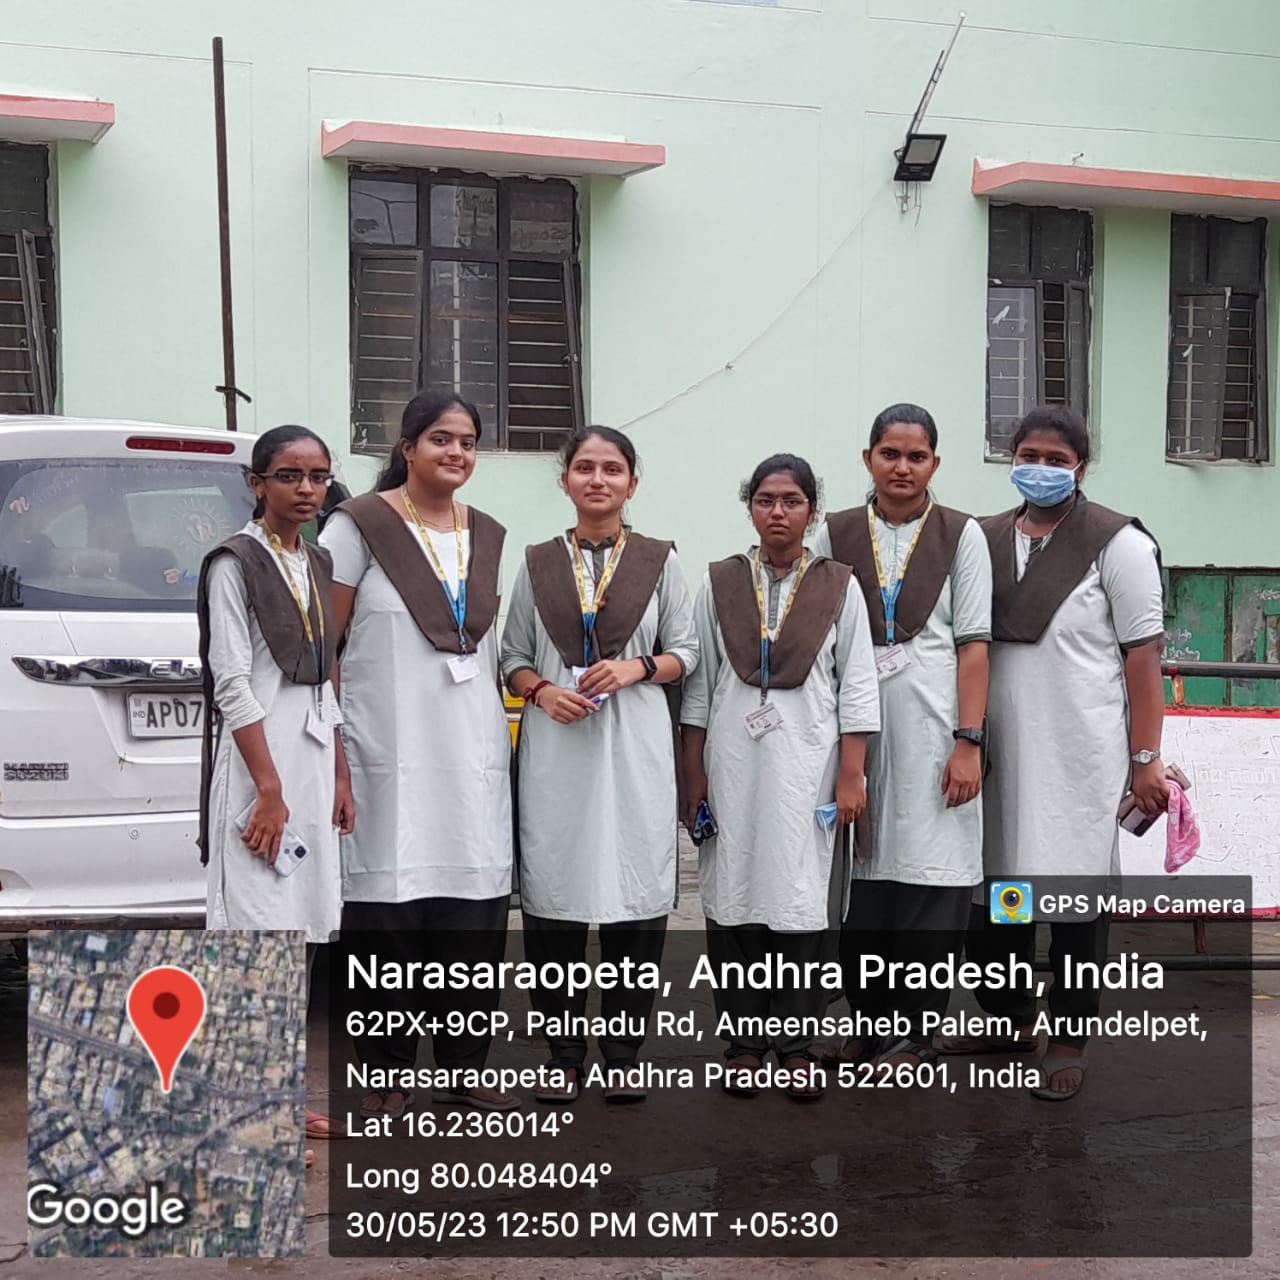 AP07
SUZUKI
GPS Map Camera
Narasaraopeta, Andhra Pradesh, India
62PX+9CP, Palnadu Rd, Ameensaheb Palem, Arundelpet,
Narasaraopeta, Andhra Pradesh 522601, India
Lat 16.236014°
Long 80.048404°
30/05/23 12:50 PM GMT +05:30
Google